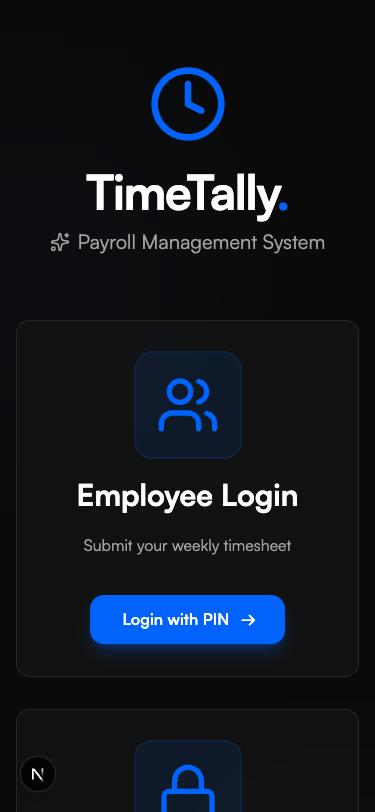 TimeTally.
Payroll Management System
Employee Login
Submit your weekly timesheet
Login with PIN
N